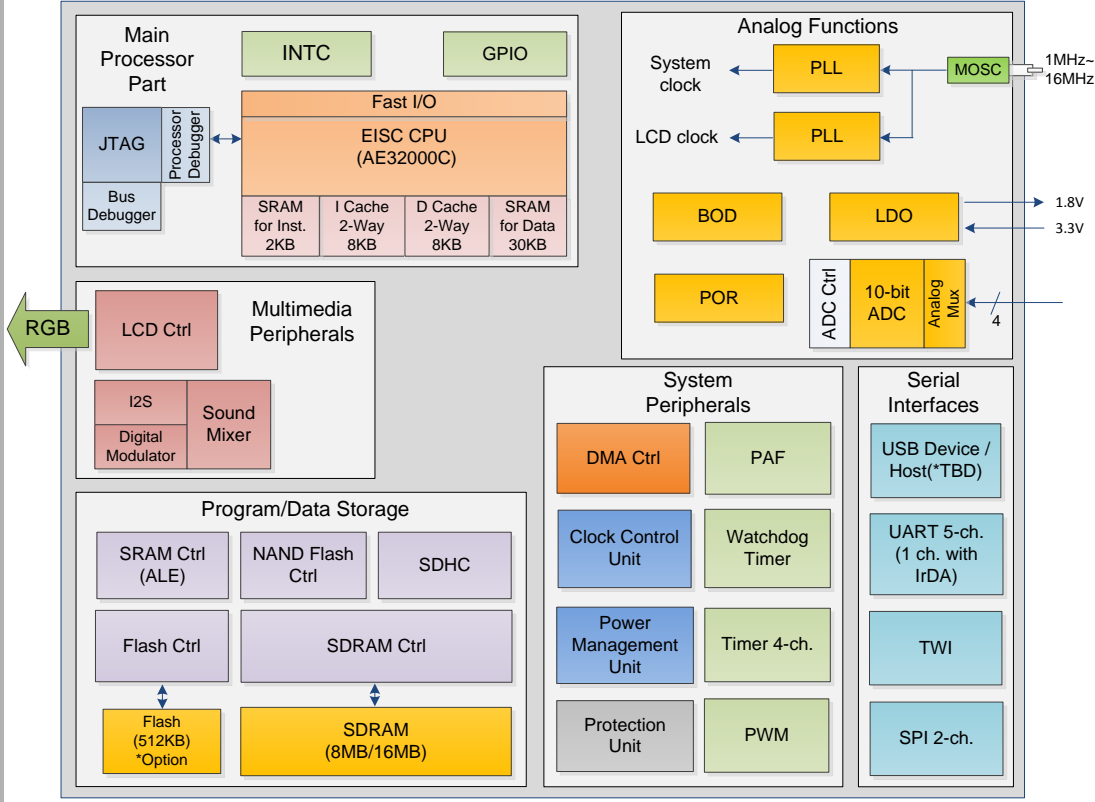 Main
Processor
Part
INTC
GPIO
Fast I/O
EISC CPU
(AE32000C)
JTAG
Processor
Debugger
Bus
Debugger
SRAM
for Inst.
2KB
I Cache
2-Way
8KB
D Cache
2-Way
8KB
SRAM
for Data
30KB
Analog Functions
System
clock
PLL
MOSC
1MHz~
16MHz
LCD clock
PLL
BOD
LDO
1.8V
3.3V
POR
ADC Ctrl
10-bit
ADC
Analog
Mux
4
RGB
LCD Ctrl
Multimedia
Peripherals
I2S
Digital
Modulator
Sound
Mixer
Program/Data Storage
SRAM Ctrl
(ALE)
NAND Flash
Ctrl
SDHC
Flash Ctrl
SDRAM Ctrl
Flash
(512KB)
*Option
SDRAM
(8MB/16MB)
System
Peripherals
DMA Ctrl
PAF
Clock Control
Unit
Watchdog
Timer
Power
Management
Unit
Timer 4-ch.
Protection
Unit
PWM
Serial
Interfaces
USB Device /
Host(*TBD)
UART 5-ch.
(1 ch. with
IrDA)
TWI
SPI 2-ch.